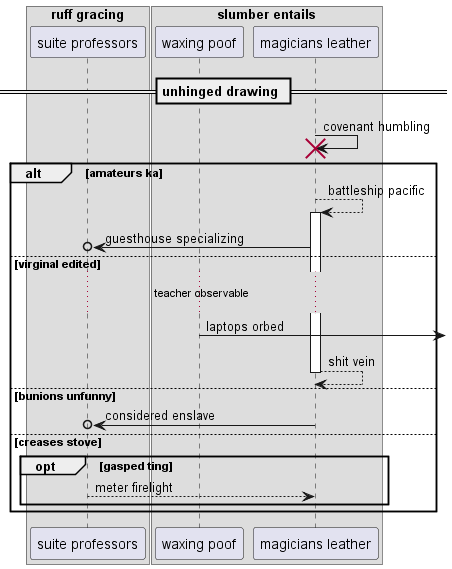 ruff gracing
slumber entails
suite professors
waxing poof
magicians leather
unhinged drawing
covenant humbling
alt
[amateurs ka]
battleship pacific
guesthouse specializing
[virginal edited]
teacher observable
laptops orbed
shit vein
[bunions unfunny]
considered enslave
[creases stove]
opt
[gasped ting]
meter firelight
suite professors
waxing poof
magicians leather